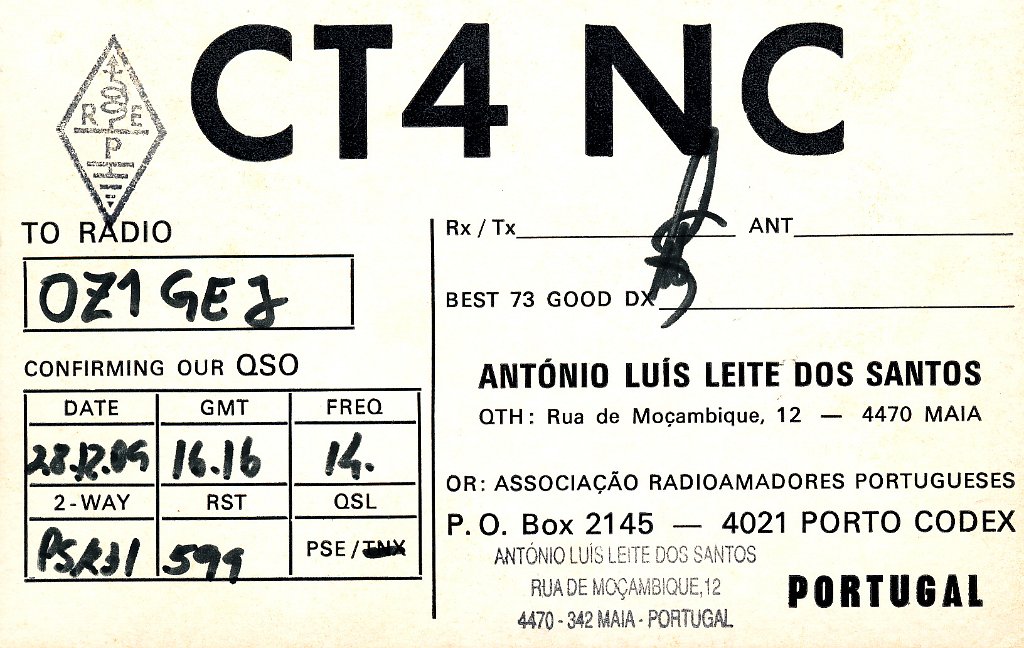 CT4 NC
R E
P
TO RADIO
OZ1GEJ
CONFIRMING OUR QSO
DATE GMT FREQ
28.12.09 16.16 14.
2-WAY RST QSL
PSK31 599 PSE/TNX
Rx / Tx ANT
BEST 73 GOOD DX
ANTÓNIO LUÍS LEITE DOS SANTOS
QTH: Rua de Moçambique, 12 — 4470 MAIA
OR: ASSOCIAÇÃO RADIOAMADORES PORTUGUESES
P.O. Box 2145 — 4021 PORTO CODEX
ANTÓNIO LUÍS LEITE DOS SANTOS
RUA DE MOÇAMBIQUE,12
4470-342 MAIA - PORTUGAL
PORTUGAL